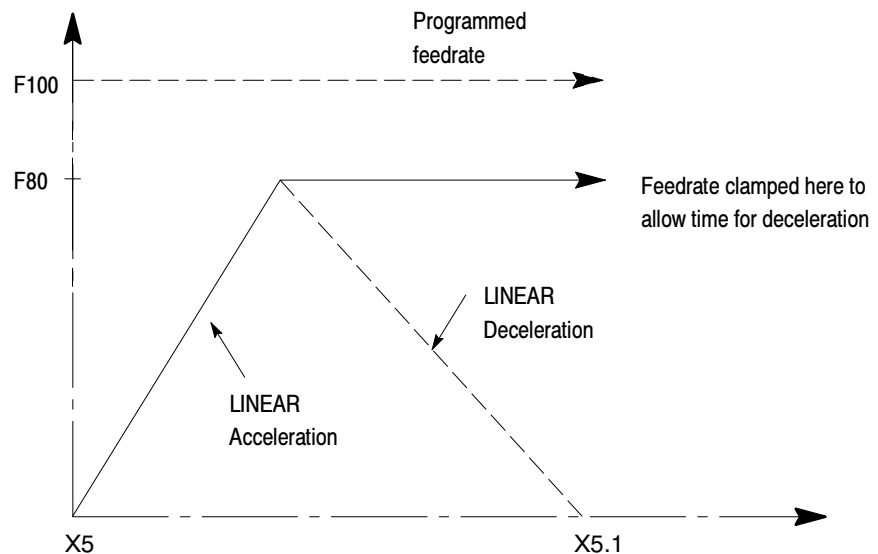 Programmed
feedrate
F100
F80
Feedrate clamped here to
allow time for deceleration
LINEAR
Deceleration
LINEAR
Acceleration
X5
X5.1